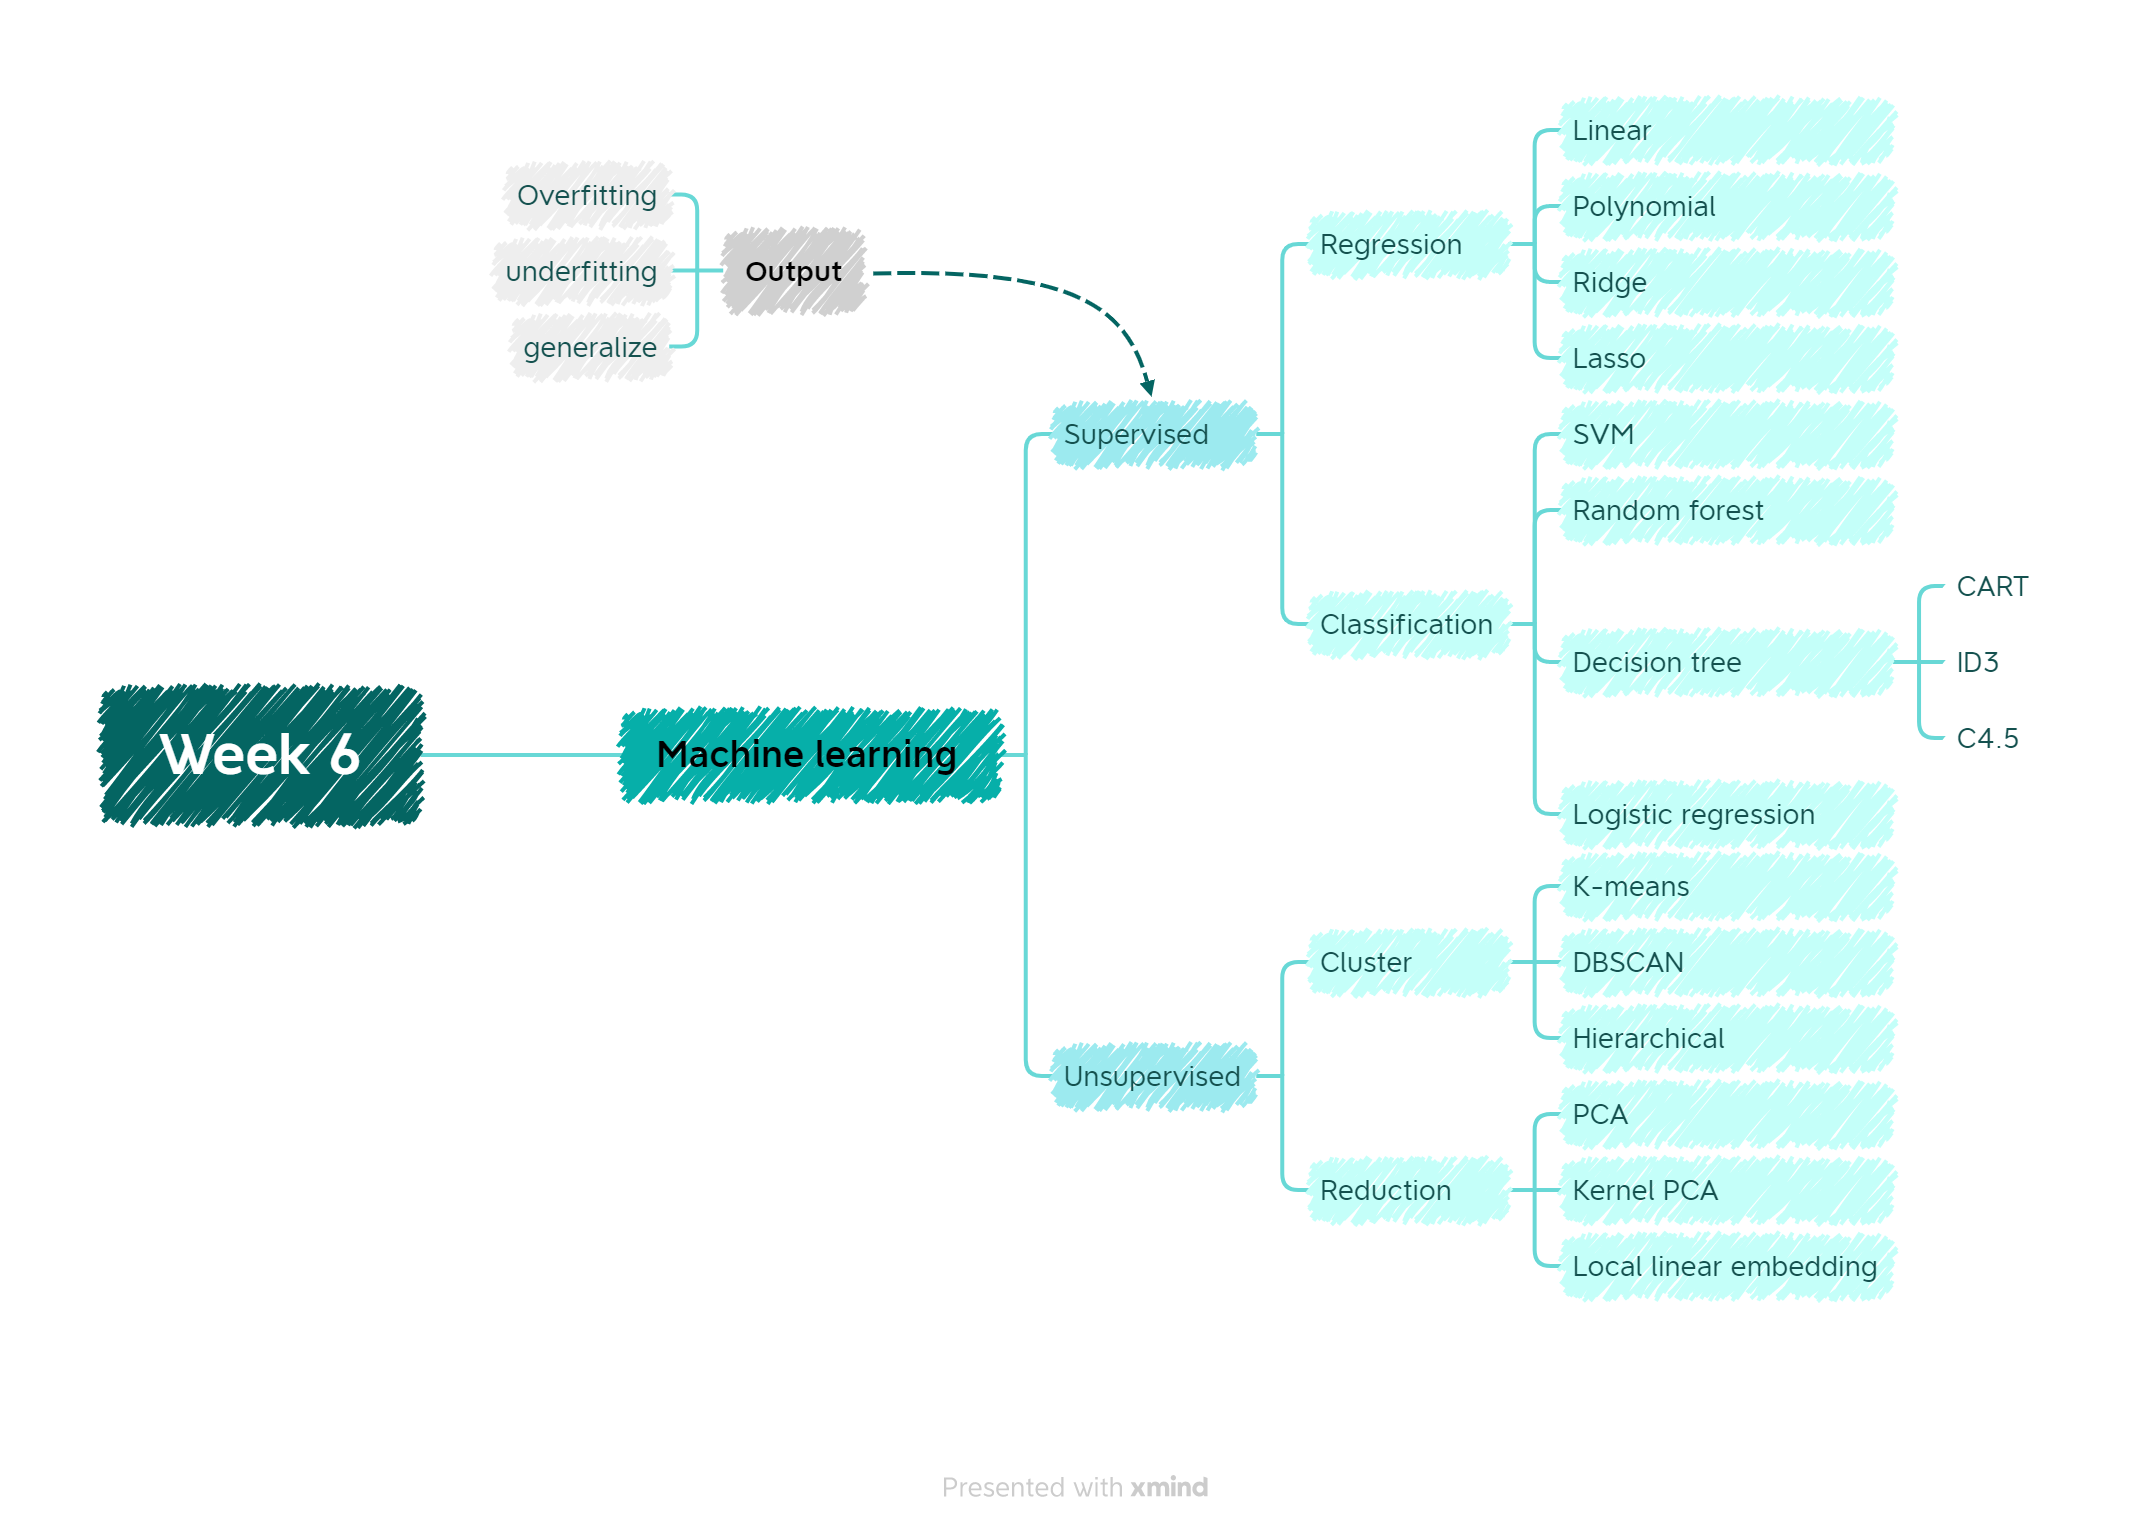 Linear
Overfitting
Polynomial
Regression
underfitting
Output
Ridge
generalize
Lasso
Supervised
SVM
Random forest
CART
Classification
Decision tree
ID3
C4.5
Week 6
Machine learning
Logistic regression
K-means
Cluster
DBSCAN
Hierarchical
Unsupervised
PCA
Reduction
Kernel PCA
Local linear embedding
Presented with xmind